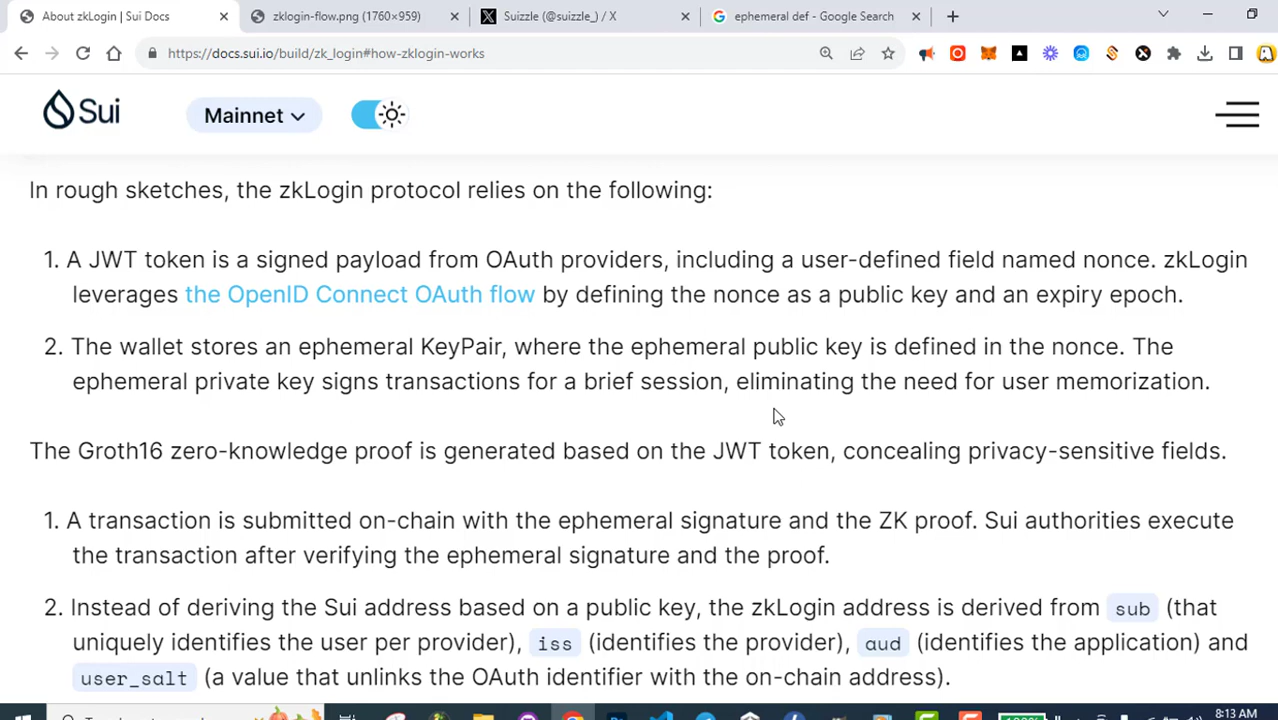 About zkLogin | Sui Docs
zklogin-flow.png (1760×959)
Suizzle (@suizzle_) / X
ephemeral def - Google Search
https://docs.sui.io/build/zk_login#how-zklogin-works
Sui
Mainnet
In rough sketches, the zkLogin protocol relies on the following:
1. A JWT token is a signed payload from OAuth providers, including a user-defined field named nonce. zkLogin
leverages the OpenID Connect OAuth flow by defining the nonce as a public key and an expiry epoch.
2. The wallet stores an ephemeral KeyPair, where the ephemeral public key is defined in the nonce. The
ephemeral private key signs transactions for a brief session, eliminating the need for user memorization.
The Groth16 zero-knowledge proof is generated based on the JWT token, concealing privacy-sensitive fields.
1. A transaction is submitted on-chain with the ephemeral signature and the ZK proof. Sui authorities execute
the transaction after verifying the ephemeral signature and the proof.
2. Instead of deriving the Sui address based on a public key, the zkLogin address is derived from sub (that
uniquely identifies the user per provider), iss (identifies the provider), aud (identifies the application) and
user_salt (a value that unlinks the OAuth identifier with the on-chain address).
8:13 AM